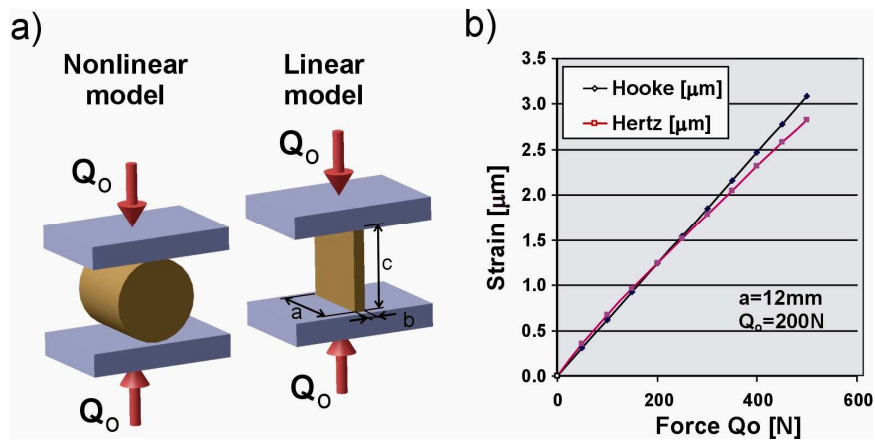 a)
Nonlinear
model
Linear
model
Qo
Qo
c
a
b
Qo
Qo
b)
3.5
3.0
2.5
2.0
1.5
1.0
0.5
0.0
Strain [μm]
Hooke [μm]
Hertz [μm]
a=12mm
Qo=200N
0 200 400 600
Force Qo [N]